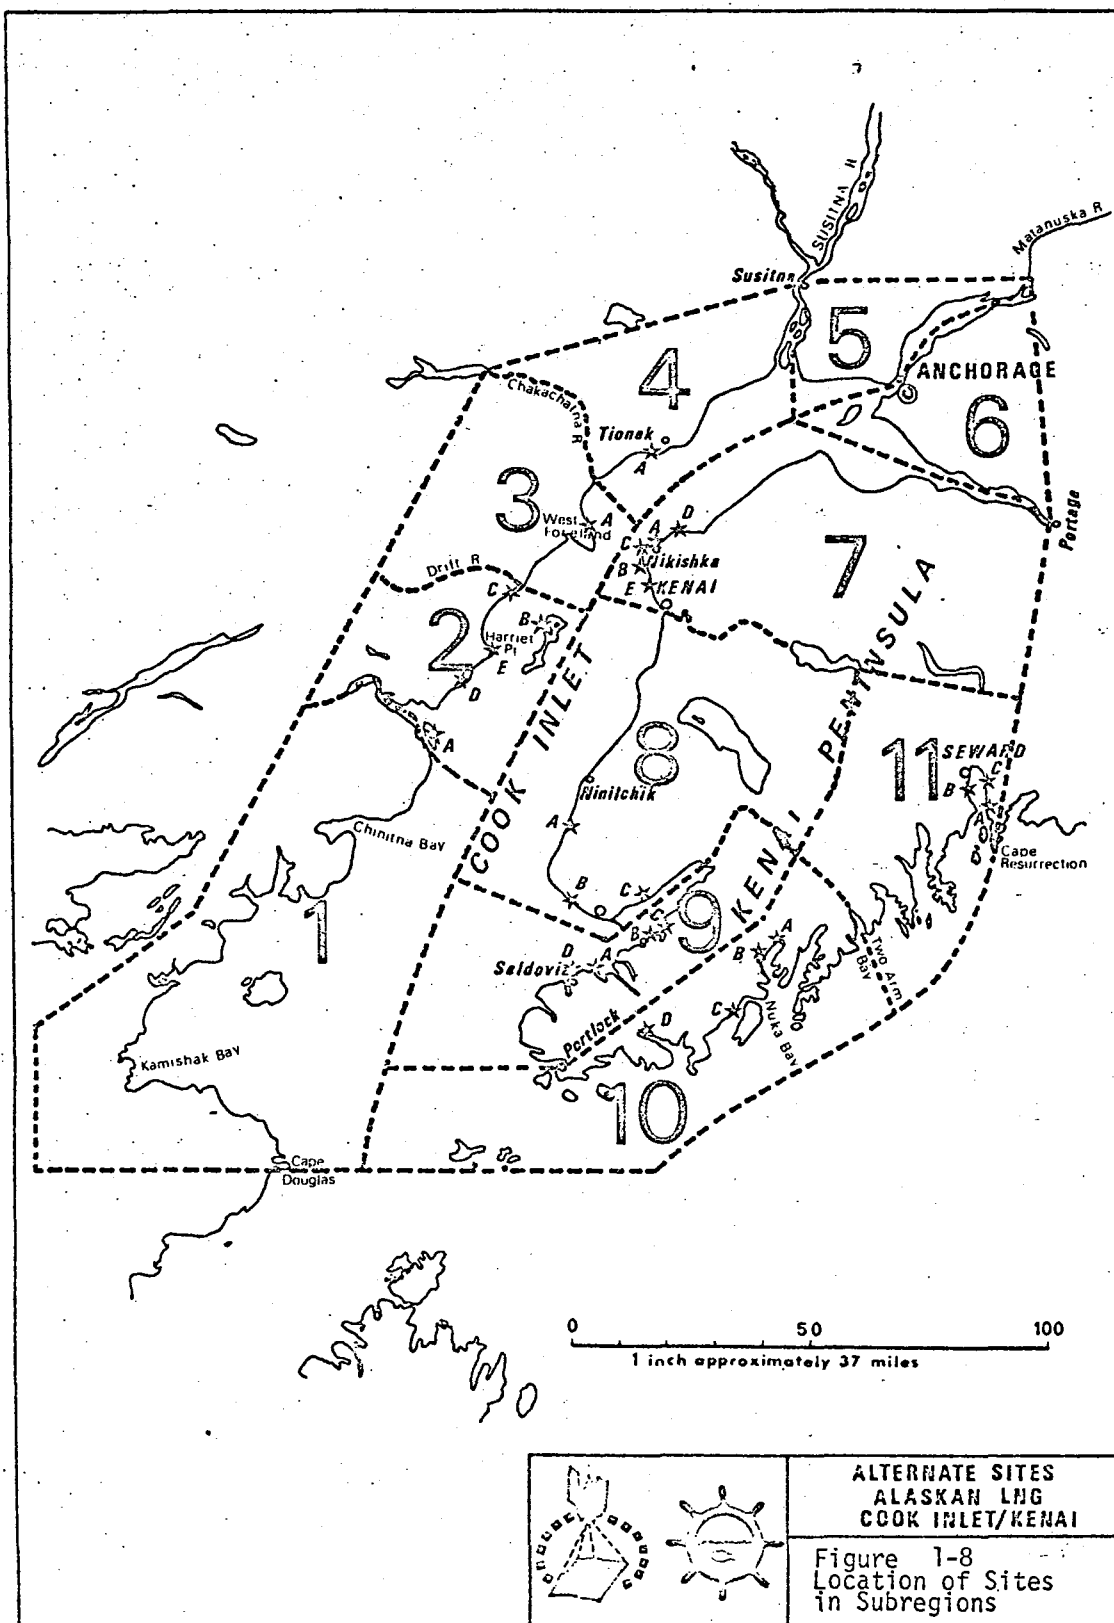 SUSITNA R
Matanuska R
Susitna
5
ANCHORAGE
4
Chakachatna R
6
Tionek
A
3
West
Foreland
A
D
A
C
Nikishka
B
E
KENAI
7
Portage
Drift R
C
2
B
Harriet
Pt
E
D
A
COOK INLET
KENAI PENINSULA
8
Ninilchik
A
11
SEWARD
C
B
A
Cape
Resurrection
Chinitna Bay
1
B
C
9
B
D
A
Seldovia
A
B
Two Arm
Bay
C
Nuka Bay
D
Portlock
10
Kamishak Bay
Cape
Douglas
0 50 100
1 inch approximately 37 miles
ALTERNATE SITES
ALASKAN LNG
COOK INLET/KENAI
Figure 1-8
Location of Sites
in Subregions